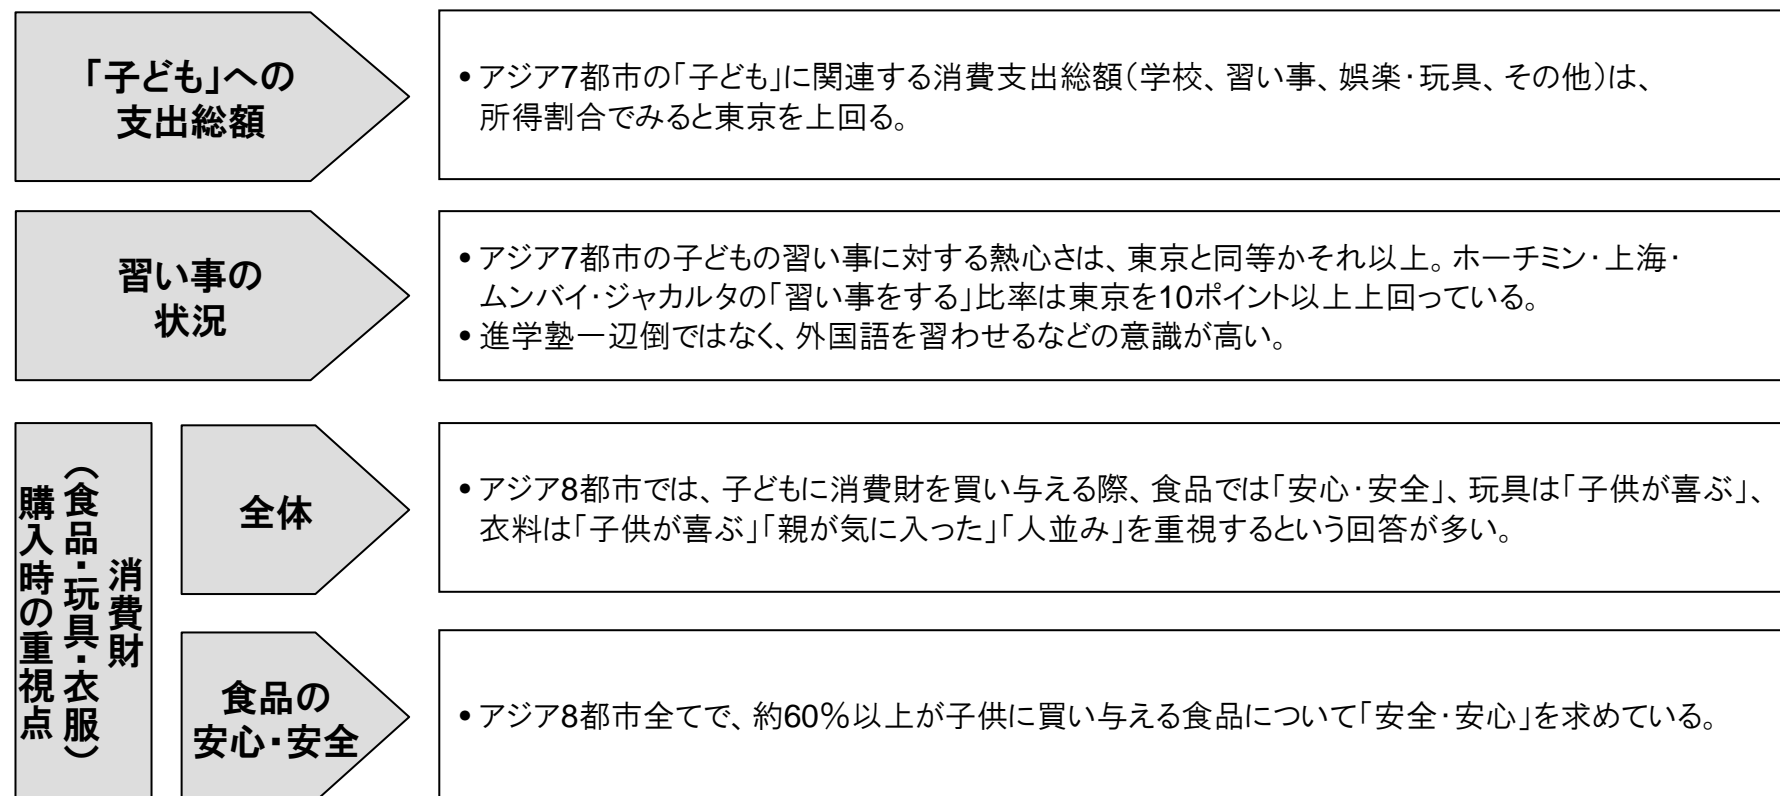 「子ども」への
支出総額
•アジア7都市の「子ども」に関連する消費支出総額(学校、習い事、娯楽・玩具、その他)は、
所得割合でみると東京を上回る。
習い事の
状況
•アジア7都市の子どもの習い事に対する熱心さは、東京と同等かそれ以上。ホーチミン・上海・
ムンバイ・ジャカルタの「習い事をする」比率は東京を10ポイント以上上回っている。
•進学塾一辺倒ではなく、外国語を習わせるなどの意識が高い。
消費財
(食品・玩具・衣服)
購入時の重視点
全体
•アジア8都市では、子どもに消費財を買い与える際、食品では「安心・安全」、玩具は「子供が喜ぶ」、
衣料は「子供が喜ぶ」「親が気に入った」「人並み」を重視するという回答が多い。
食品の
安心・安全
•アジア8都市全てで、約60%以上が子供に買い与える食品について「安全・安心」を求めている。